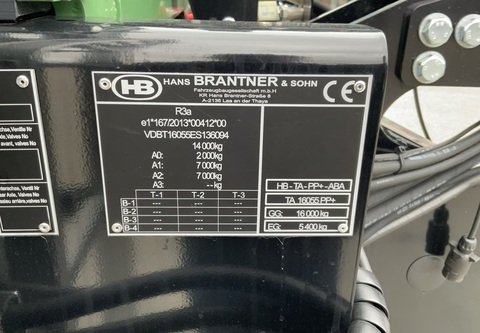 HB HANS BRANTNER & SOHN
Fahrzeugbaugesellschaft m.b.H
KR Hans Brantner-Straße 8
A-2136 Laa an der Thaya
CE
R3a
e1*167/2013*00412*00
VDBT16055ES136094
14 000kg
A0: 2 000kg
A1: 7 000kg
A2: 7 000kg
A3: --kg
T-1 T-2 T-3
B-1 --- --- ---
B-2 --- --- ---
B-3 --- --- ---
B-4 --- --- ---
HB-TA-PP+-ABA
TA 16055 PP+
GG: 16 000kg
EG: 5 400kg